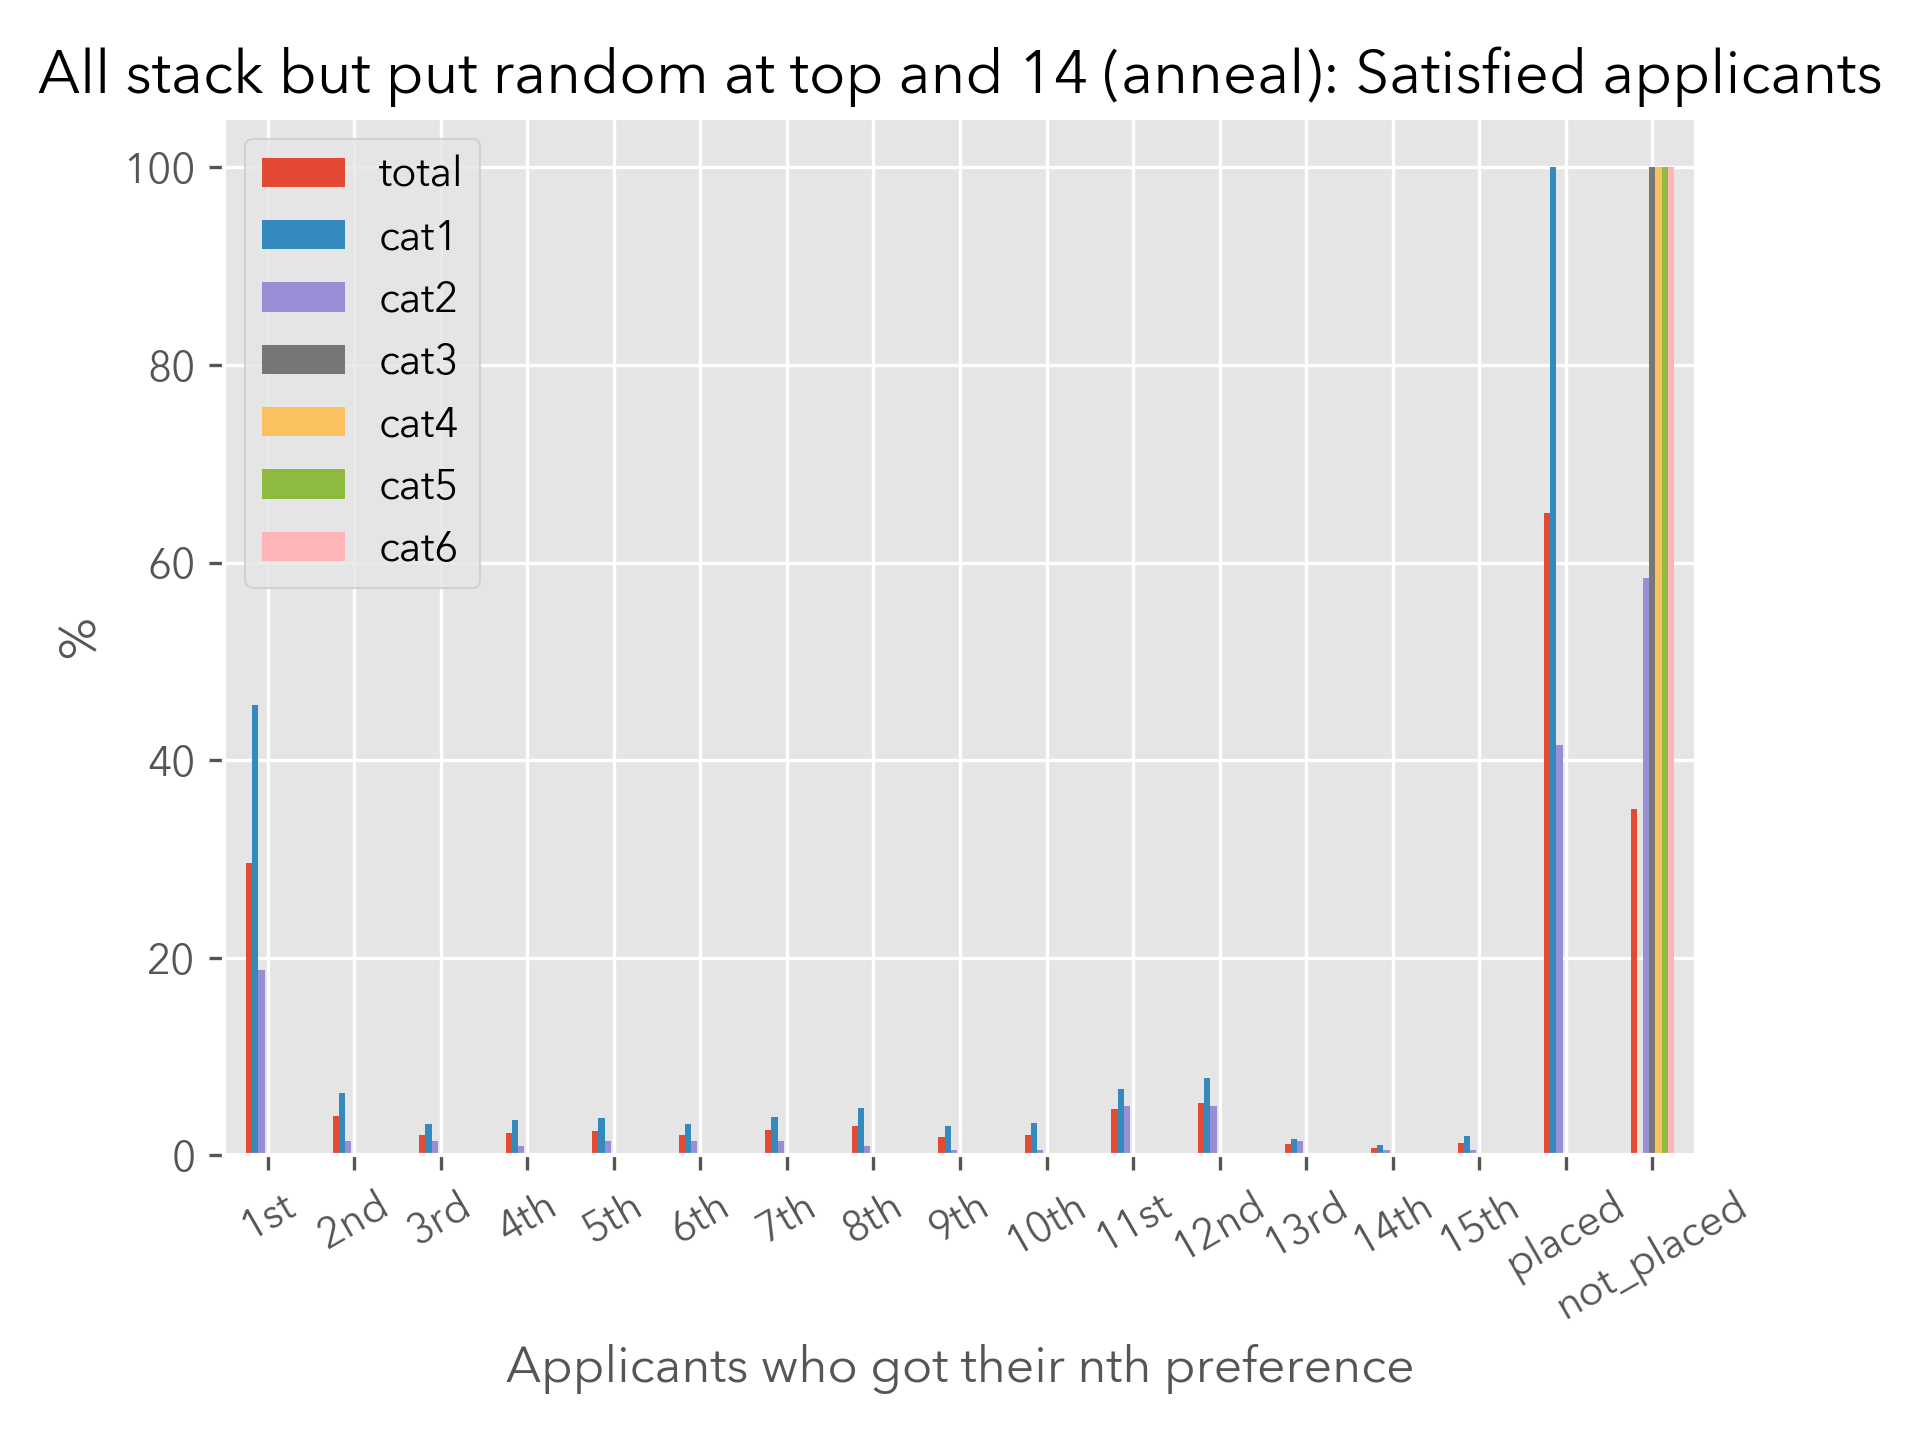 All stack but put random at top and 14 (anneal): Satisfied applicants
total
cat1
cat2
cat3
cat4
cat5
cat6
100
80
60
40
20
0
%
1st
2nd
3rd
4th
5th
6th
7th
8th
9th
10th
11st
12nd
13rd
14th
15th
placed
not_placed
Applicants who got their nth preference